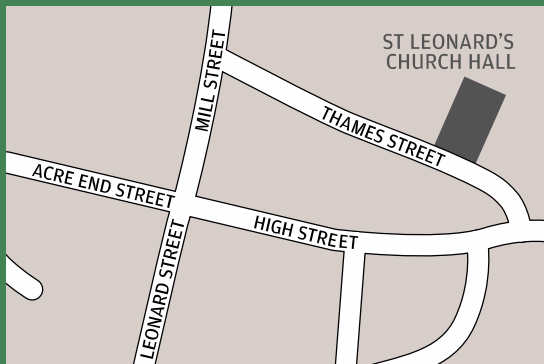 ST LEONARD'S
CHURCH HALL
MILL STREET
THAMES STREET
ACRE END STREET
HIGH STREET
LEONARD STREET